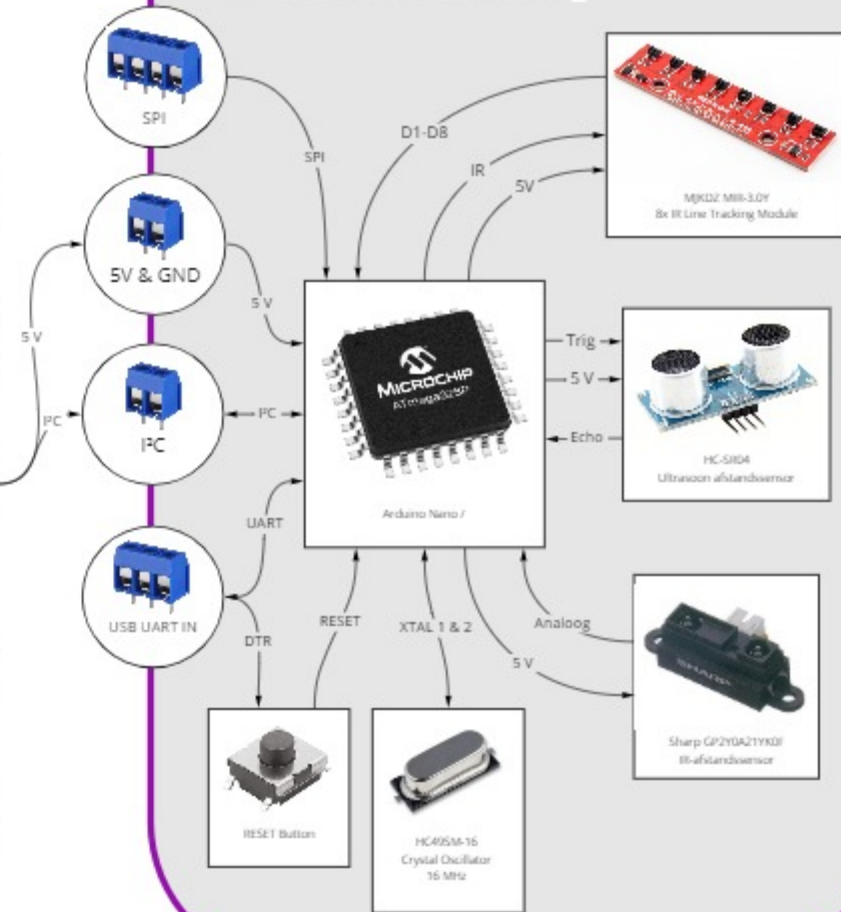 SPI
5V & GND
I²C
USB UART IN
5 V
I²C
SPI
5 V
I²C
UART
DTR
RESET
XTAL 1 & 2
5 V
Analoog
D1-D8
IR
5V
Trig
5 V
Echo
MICROCHIP
ATmega328P
Arduino Nano /
MJKDZ MIR-3.0Y
8x IR Line Tracking Module
HC-SR04
Ultrasoon afstandssensor
SHARP
Sharp GP2Y0A21YK0F
IR-afstandssensor
RESET Button
HC49SM-16
Crystal Oscillator
16 MHz